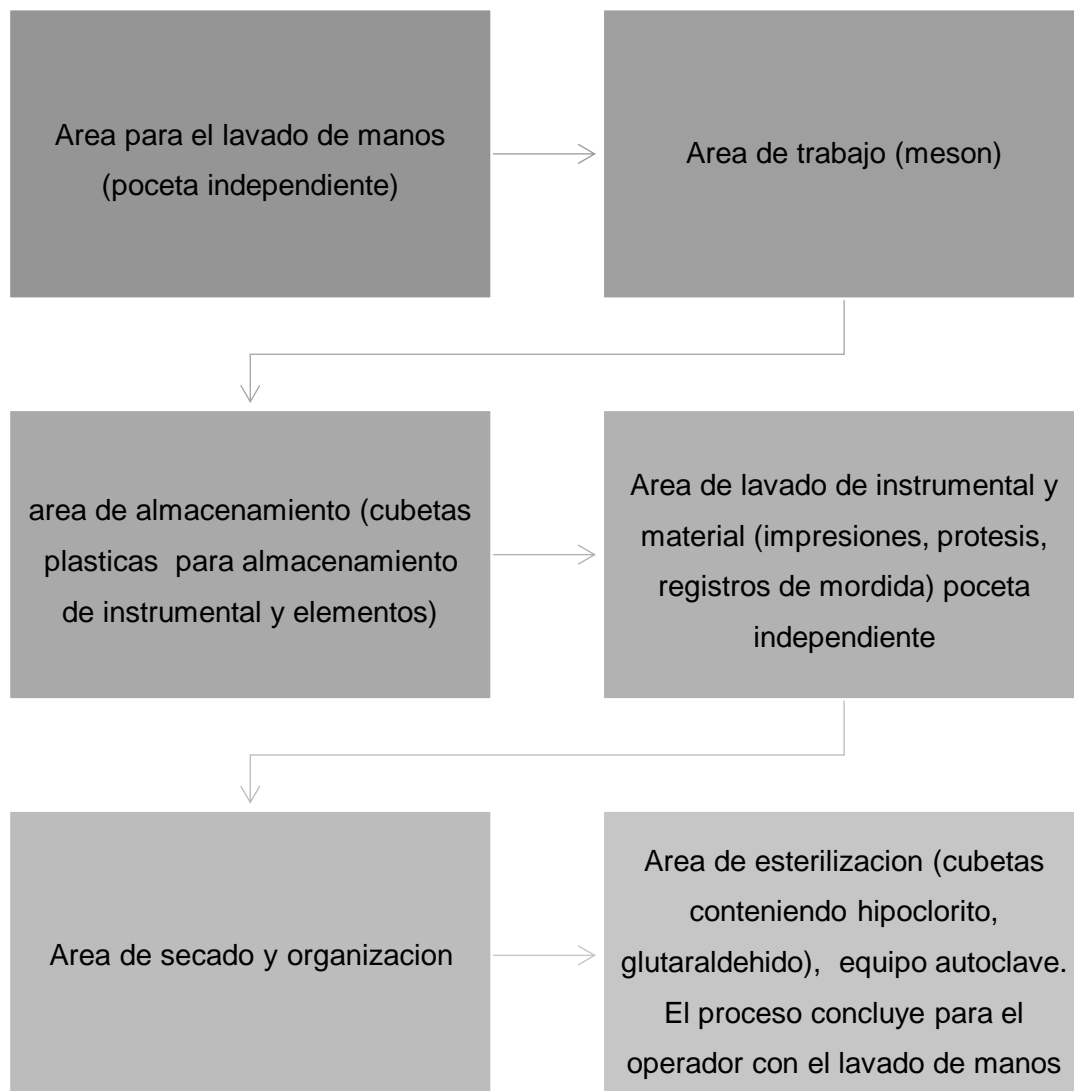 Area para el lavado de manos
(poceta independiente)
Area de trabajo (meson)
area de almacenamiento (cubetas
plasticas para almacenamiento
de instrumental y elementos)
Area de lavado de instrumental y
material (impresiones, protesis,
registros de mordida) poceta
independiente
Area de secado y organizacion
Area de esterilizacion (cubetas
conteniendo hipoclorito,
glutaraldehido), equipo autoclave.
El proceso concluye para el
operador con el lavado de manos